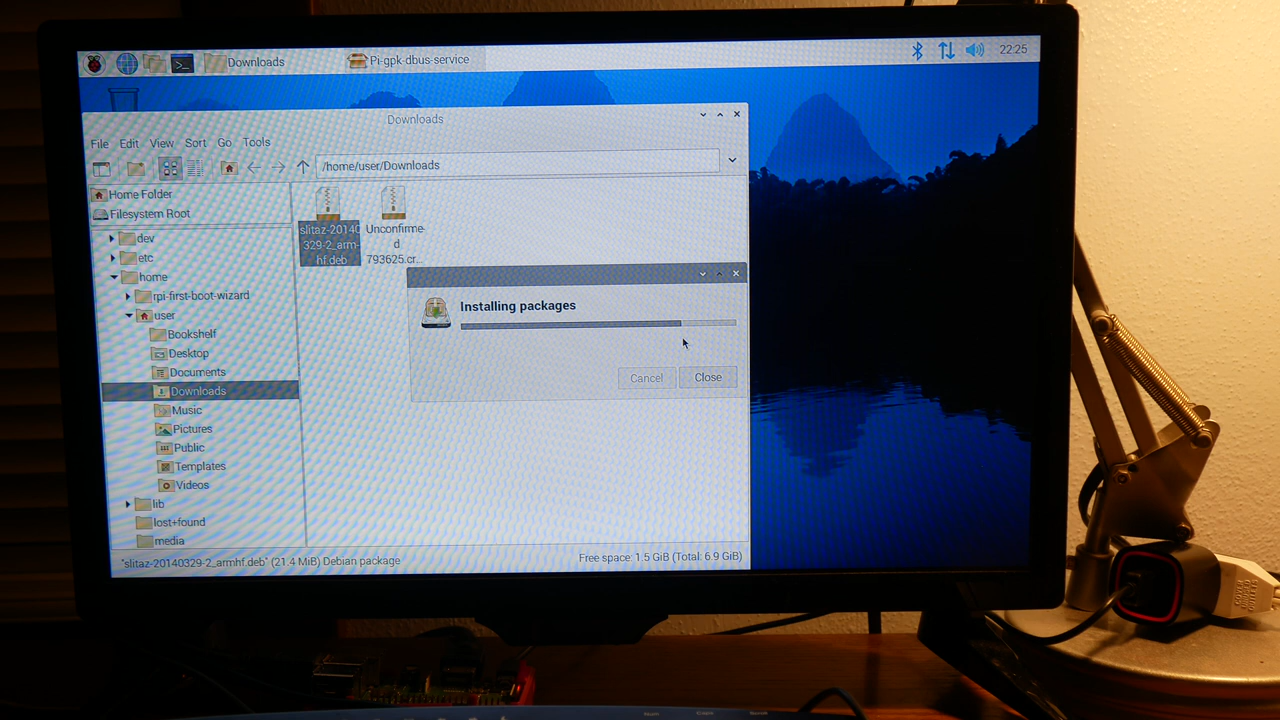 Downloads
Pi-gpk-dbus-service
22:25
Downloads
File Edit View Sort Go Tools
/home/user/Downloads
Home Folder
Filesystem Root
dev
etc
home
rpi-first-boot-wizard
user
Bookshelf
Desktop
Documents
Downloads
Music
Pictures
Public
Templates
Videos
lib
lost+found
media
slitaz-20140
329-2_arm-
hf.deb
Unconfirme-
d
793625.cr...
Installing packages
Cancel Close
"slitaz-20140329-2_armhf.deb" (21.4 MiB) Debian package
Free space: 1.5 GiB (Total: 6.9 GiB)